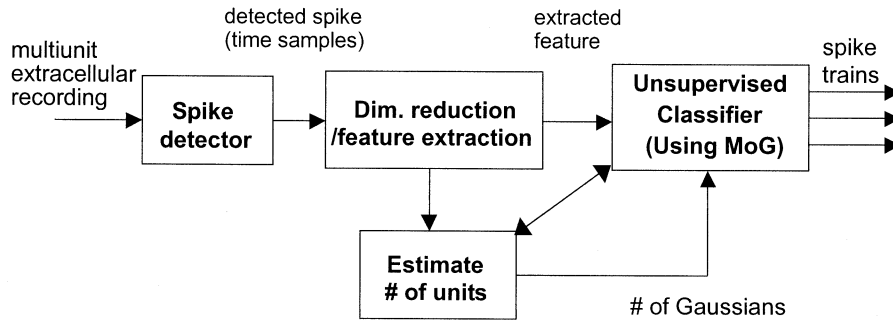 multiunit
extracellular
recording
detected spike
(time samples)
extracted
feature
spike
trains
Spike
detector
Dim. reduction
/feature extraction
Unsupervised
Classifier
(Using MoG)
Estimate
# of units
# of Gaussians